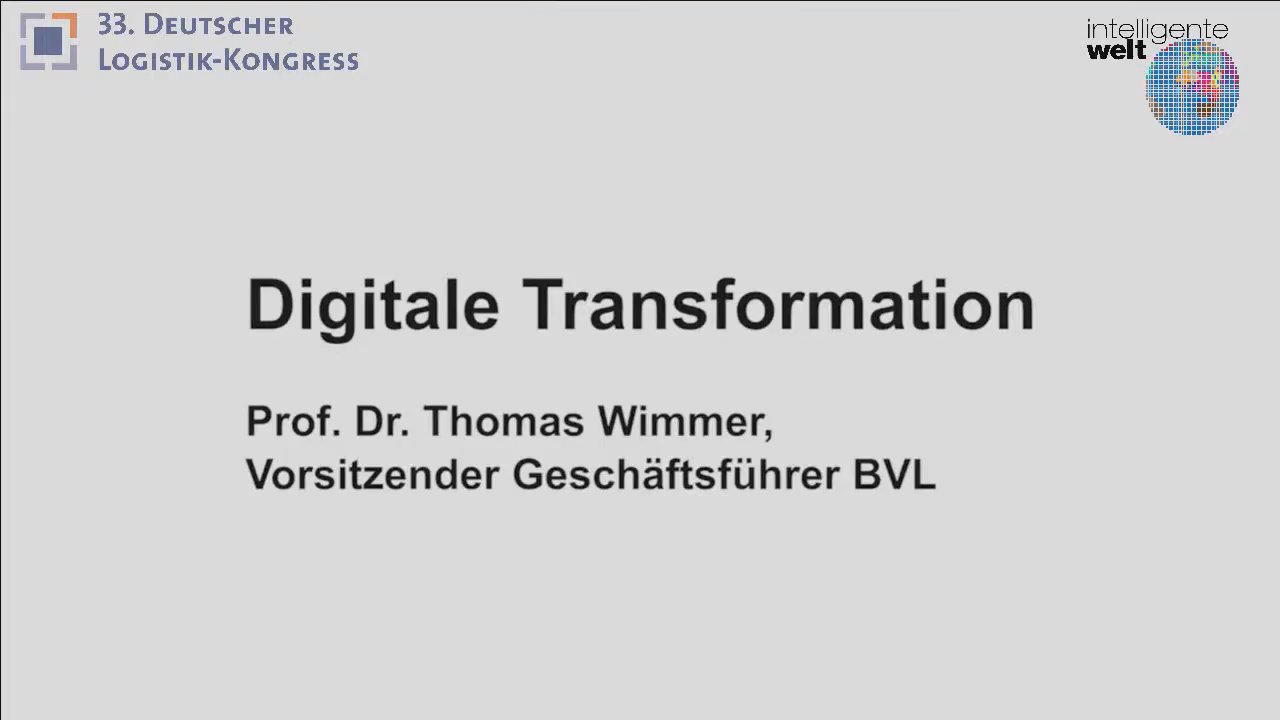 33. Deutscher
Logistik-Kongress
intelligente
welt
Digitale Transformation
Prof. Dr. Thomas Wimmer,
Vorsitzender Geschäftsführer BVL